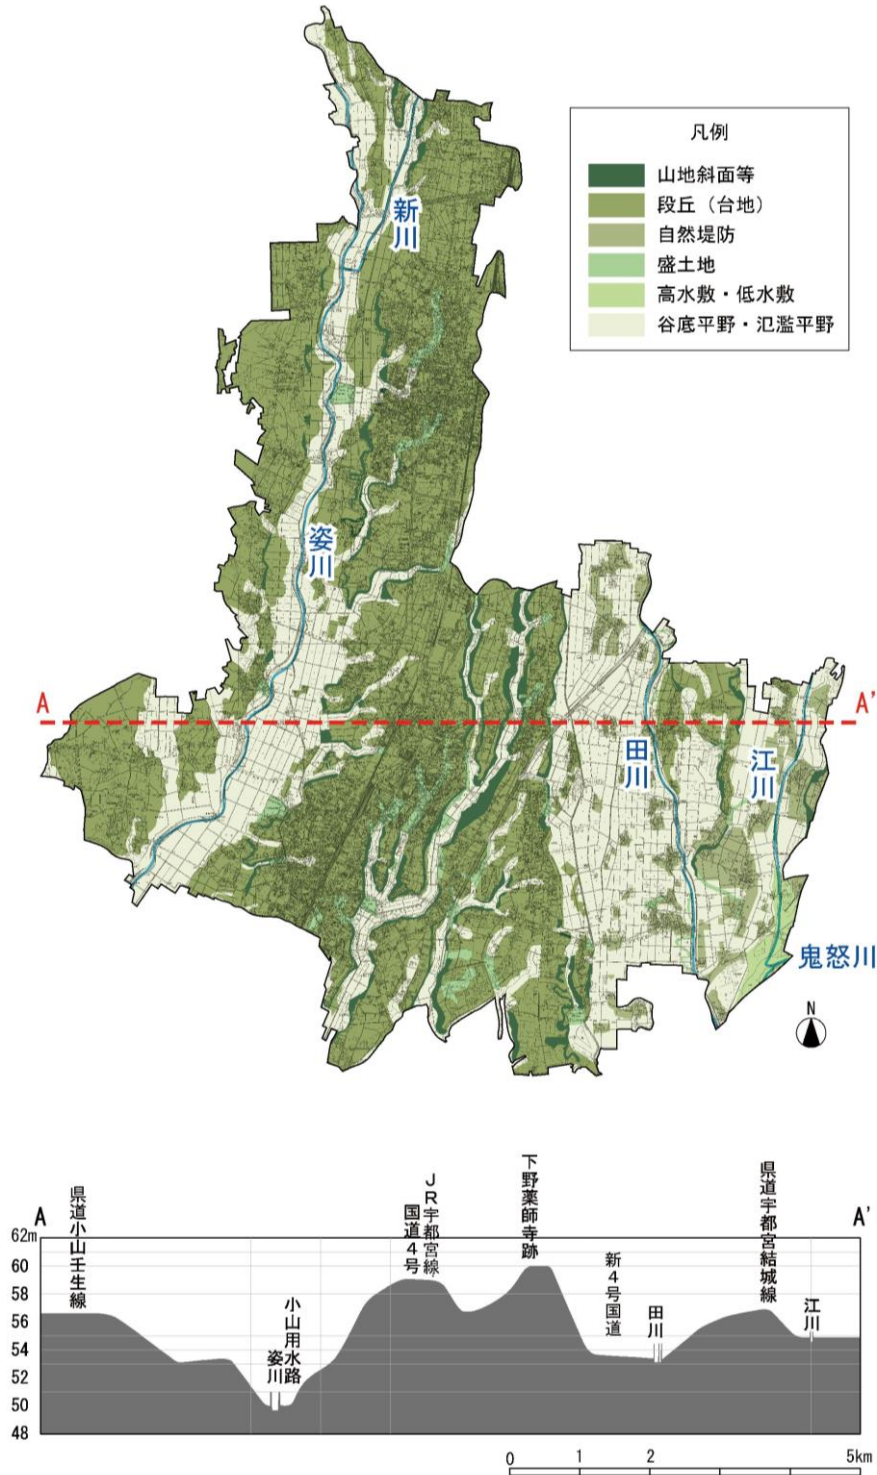 凡例
山地斜面等
段丘（台地）
自然堤防
盛土地
高水敷・低水敷
谷底平野・氾濫平野
新川
姿川
A
A'
田川
江川
鬼怒川
N
A
A'
県道小山壬生線
姿川
小山用水路
国道4号
JR宇都宮線
下野薬師寺跡
新4号国道
田川
県道宇都宮結城線
江川
62m
60
58
56
54
52
50
48
0 1 2 5km